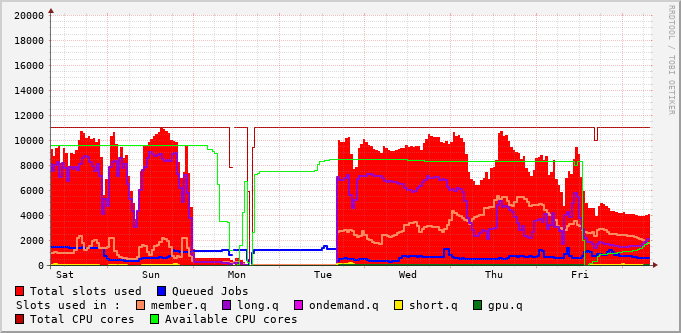 RRDTOOL / TOBI OETIKER
20000
18000
16000
14000
12000
10000
8000
6000
4000
2000
0
Sat Sun Mon Tue Wed Thu Fri
Total slots used Queued Jobs
Slots used in : member.q long.q ondemand.q short.q gpu.q
Total CPU cores Available CPU cores